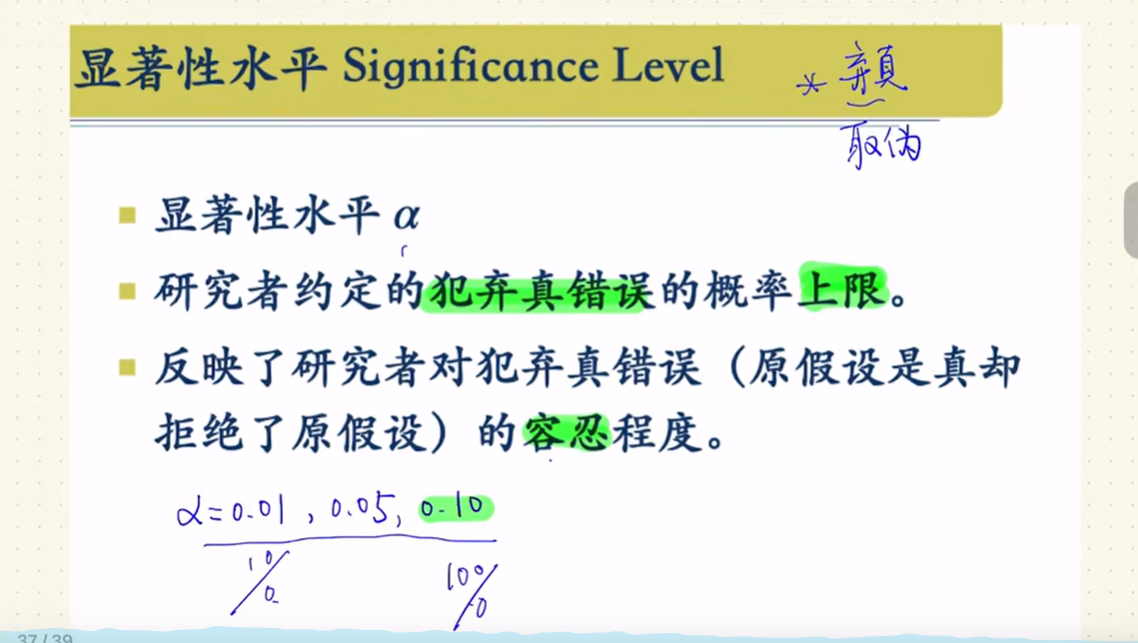 显著性水平 Significance Level
* 弃真
取伪
显著性水平 α
研究者约定的犯弃真错误的概率上限。
反映了研究者对犯弃真错误（原假设是真却
拒绝了原假设）的容忍程度。
α=0.01 , 0.05, 0.10
1% 10%
37 / 39